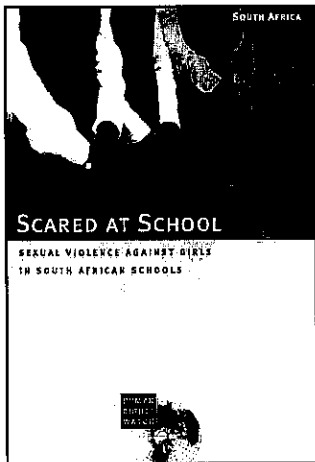 SOUTH AFRICA
SCARED AT SCHOOL
SEXUAL VIOLENCE AGAINST GIRLS
IN SOUTH AFRICAN SCHOOLS
HUMAN
RIGHTS
WATCH